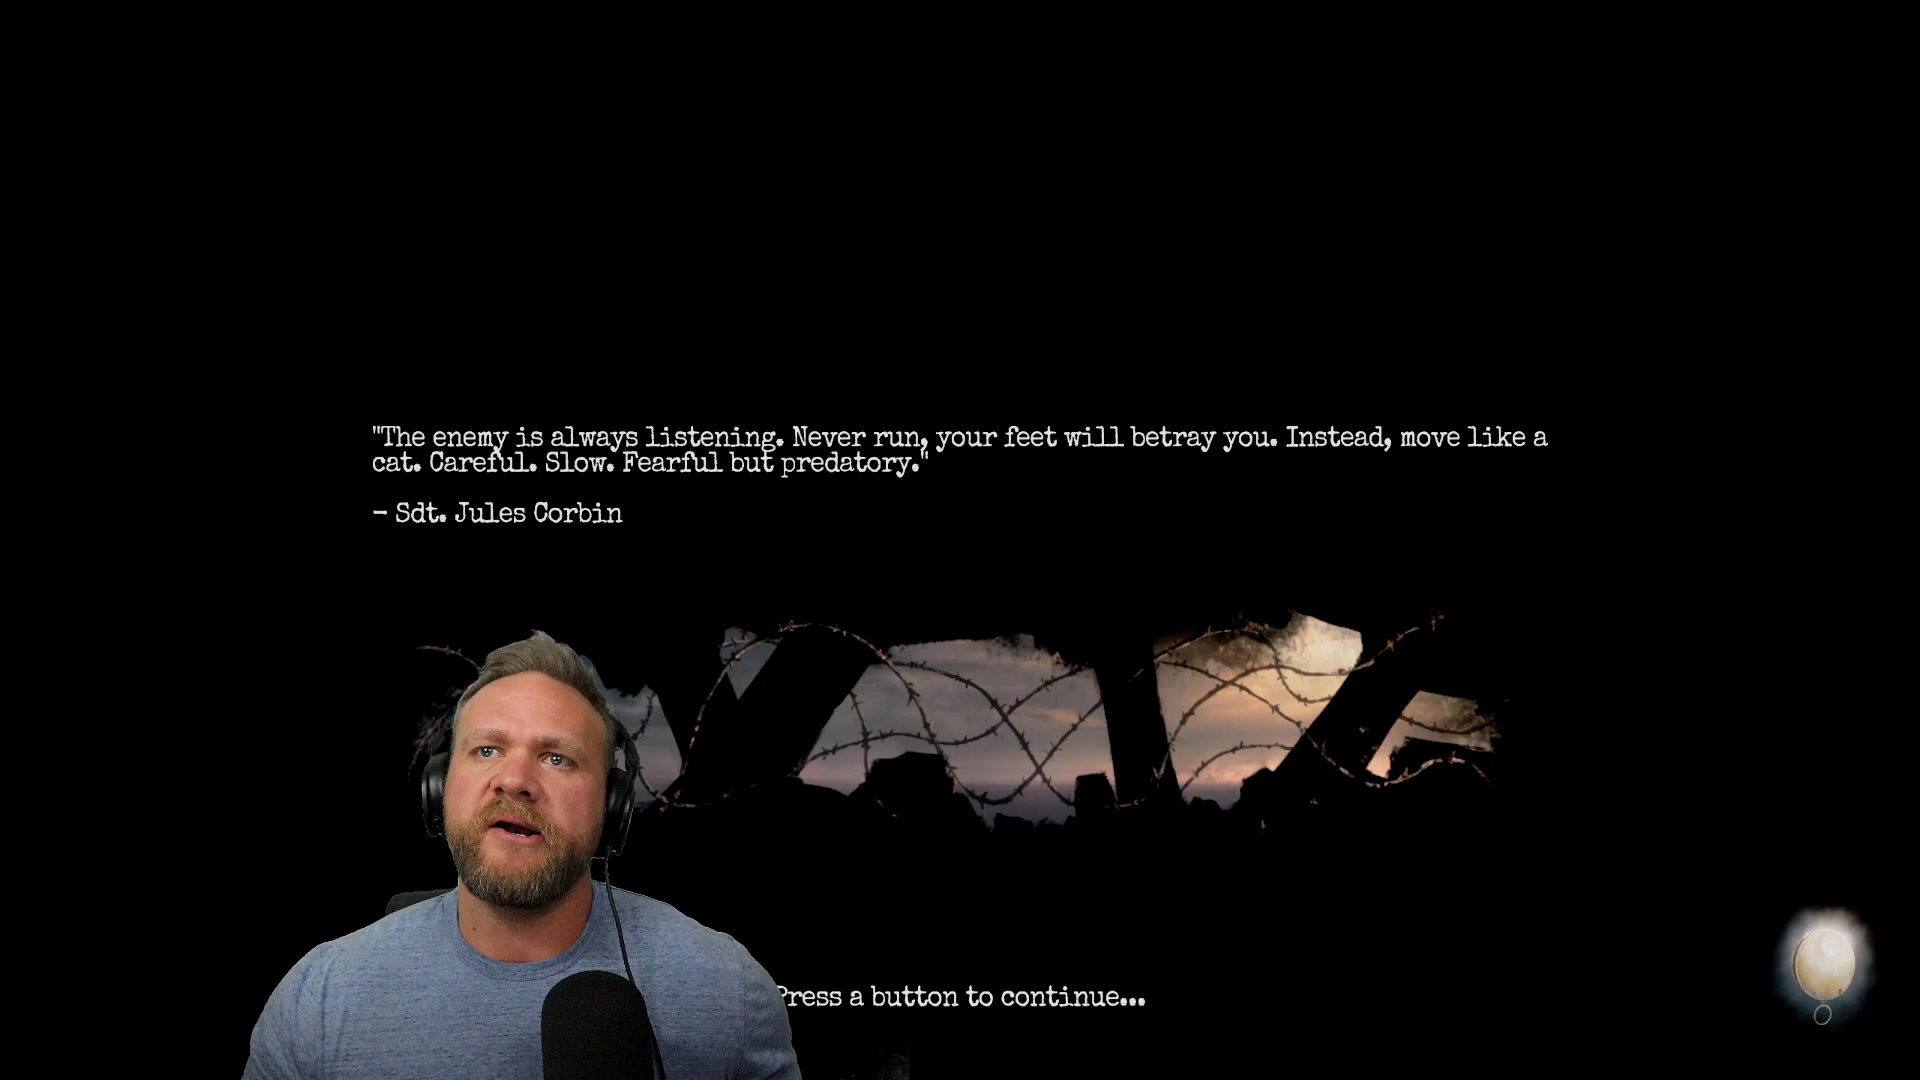 "The enemy is always listening. Never run, your feet will betray you. Instead, move like a
cat. Careful. Slow. Fearful but predatory."
- Sdt. Jules Corbin
Press a button to continue...